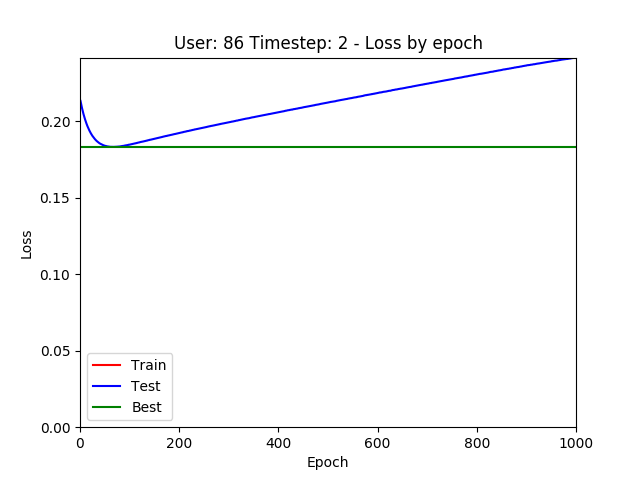 User: 86 Timestep: 2 - Loss by epoch
Loss
0.20
0.15
0.10
0.05
0.00
Train
Test
Best
0 200 400 600 800 1000
Epoch